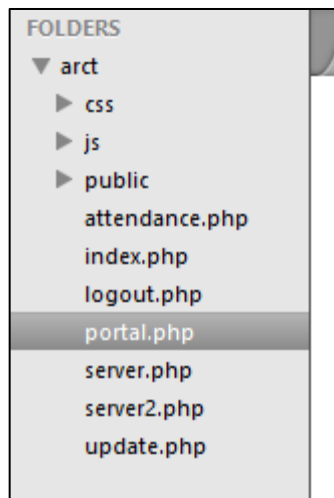 FOLDERS
arct
css
js
public
attendance.php
index.php
logout.php
portal.php
server.php
server2.php
update.php